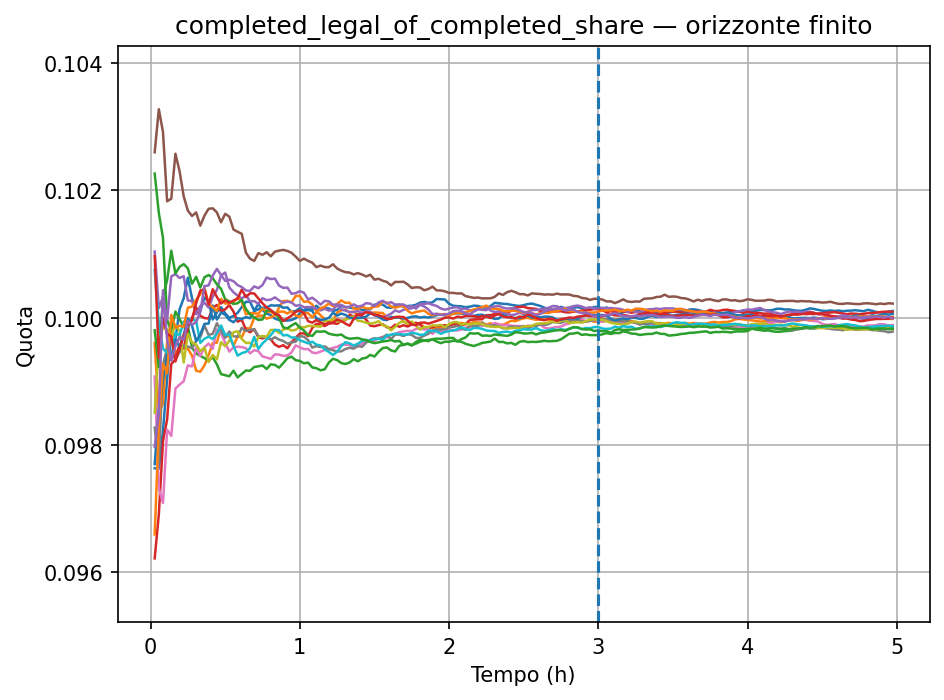 completed_legal_of_completed_share — orizzonte finito
0.104
0.102
0.100
0.098
0.096
Quota
0 1 2 3 4 5
Tempo (h)